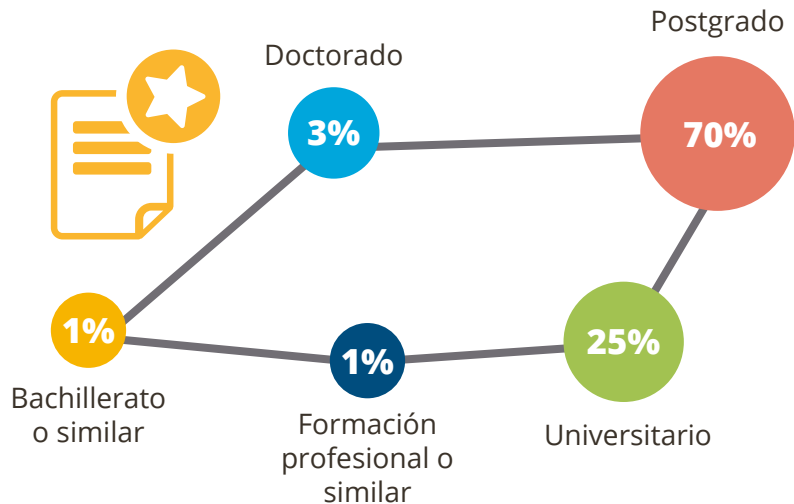 Postgrado
Doctorado
3%
70%
1%
1%
25%
Bachillerato
o similar
Formación
profesional o
similar
Universitario